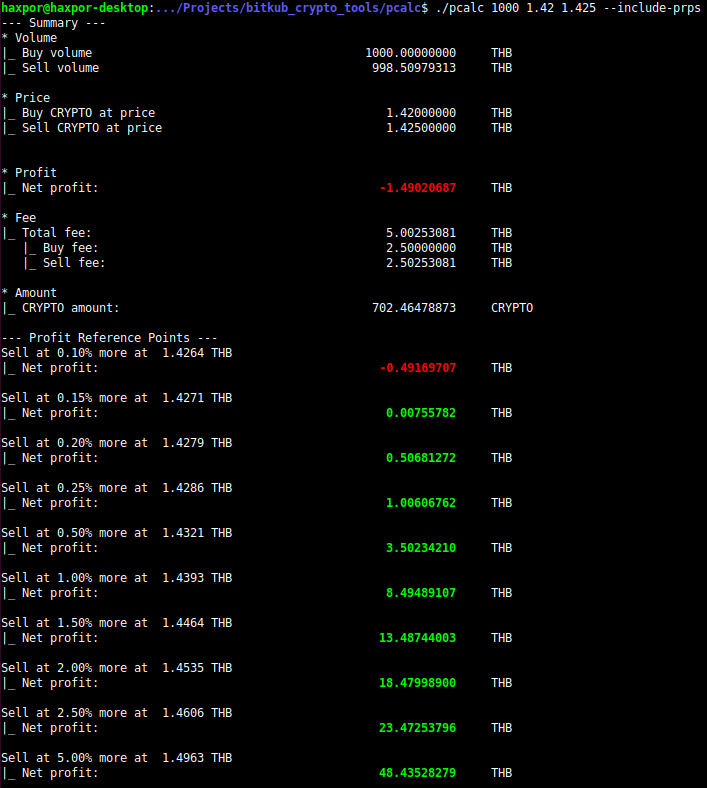 haxpor@haxpor-desktop:.../Projects/bitkub_crypto_tools/pcalc$ ./pcalc 1000 1.42 1.425 --include-prps
--- Summary ---
* Volume
|_ Buy volume 1000.00000000 THB
|_ Sell volume 998.50979313 THB
* Price
|_ Buy CRYPTO at price 1.42000000 THB
|_ Sell CRYPTO at price 1.42500000 THB
* Profit
|_ Net profit: -1.49020687 THB
* Fee
|_ Total fee: 5.00253081 THB
|_ Buy fee: 2.50000000 THB
|_ Sell fee: 2.50253081 THB
* Amount
|_ CRYPTO amount: 702.46478873 CRYPTO
--- Profit Reference Points ---
Sell at 0.10% more at 1.4264 THB
|_ Net profit: -0.49169707 THB
Sell at 0.15% more at 1.4271 THB
|_ Net profit: 0.00755782 THB
Sell at 0.20% more at 1.4279 THB
|_ Net profit: 0.50681272 THB
Sell at 0.25% more at 1.4286 THB
|_ Net profit: 1.00606762 THB
Sell at 0.50% more at 1.4321 THB
|_ Net profit: 3.50234210 THB
Sell at 1.00% more at 1.4393 THB
|_ Net profit: 8.49489107 THB
Sell at 1.50% more at 1.4464 THB
|_ Net profit: 13.48744003 THB
Sell at 2.00% more at 1.4535 THB
|_ Net profit: 18.47998900 THB
Sell at 2.50% more at 1.4606 THB
|_ Net profit: 23.47253796 THB
Sell at 5.00% more at 1.4963 THB
|_ Net profit: 48.43528279 THB